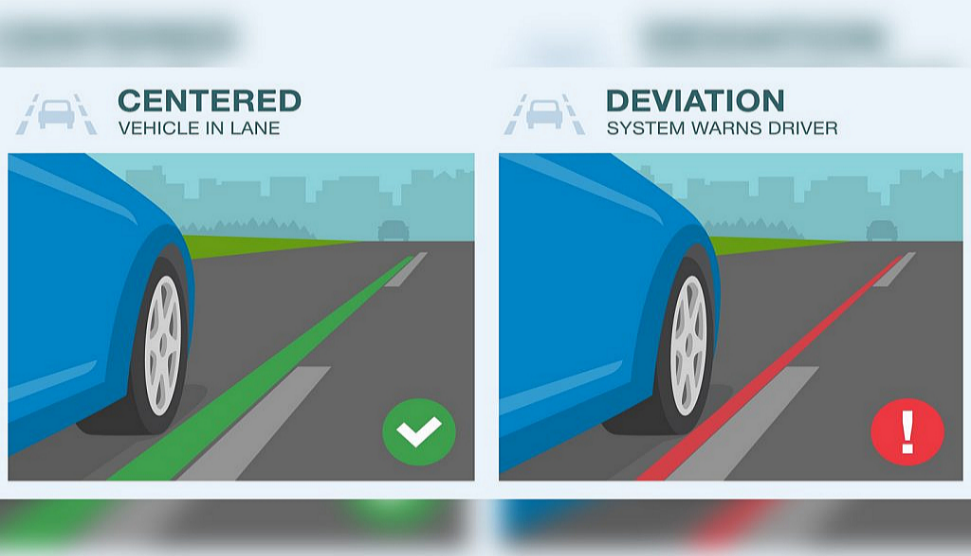 CENTERED
VEHICLE IN LANE
DEVIATION
SYSTEM WARNS DRIVER